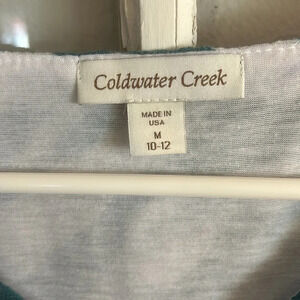 Coldwater Creek
MADE IN
USA
M
10-12